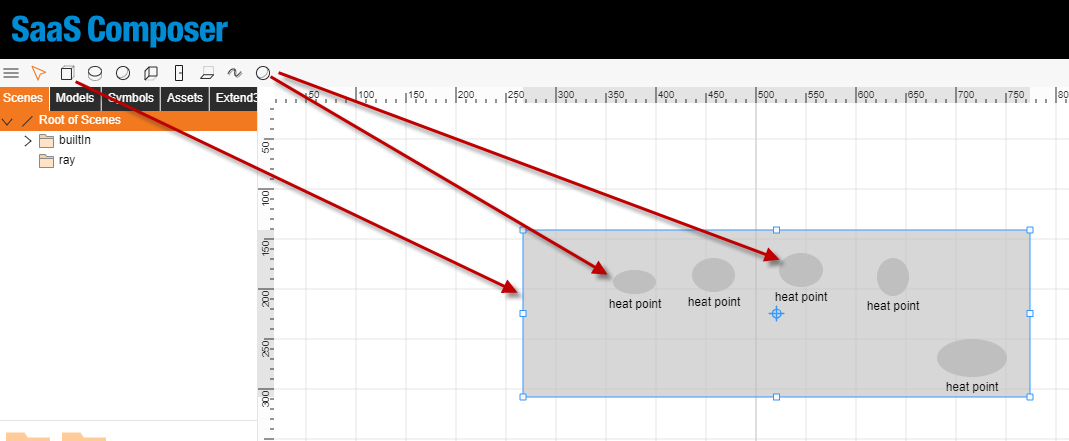 SaaS Composer
Scenes Models Symbols Assets Extend3
Root of Scenes
builtIn
ray
50 100 150 200 250 300 350 400 450 500 550 600 650 700 750 80
50
100
150
200
250
300
heat point
heat point
heat point
heat point
heat point